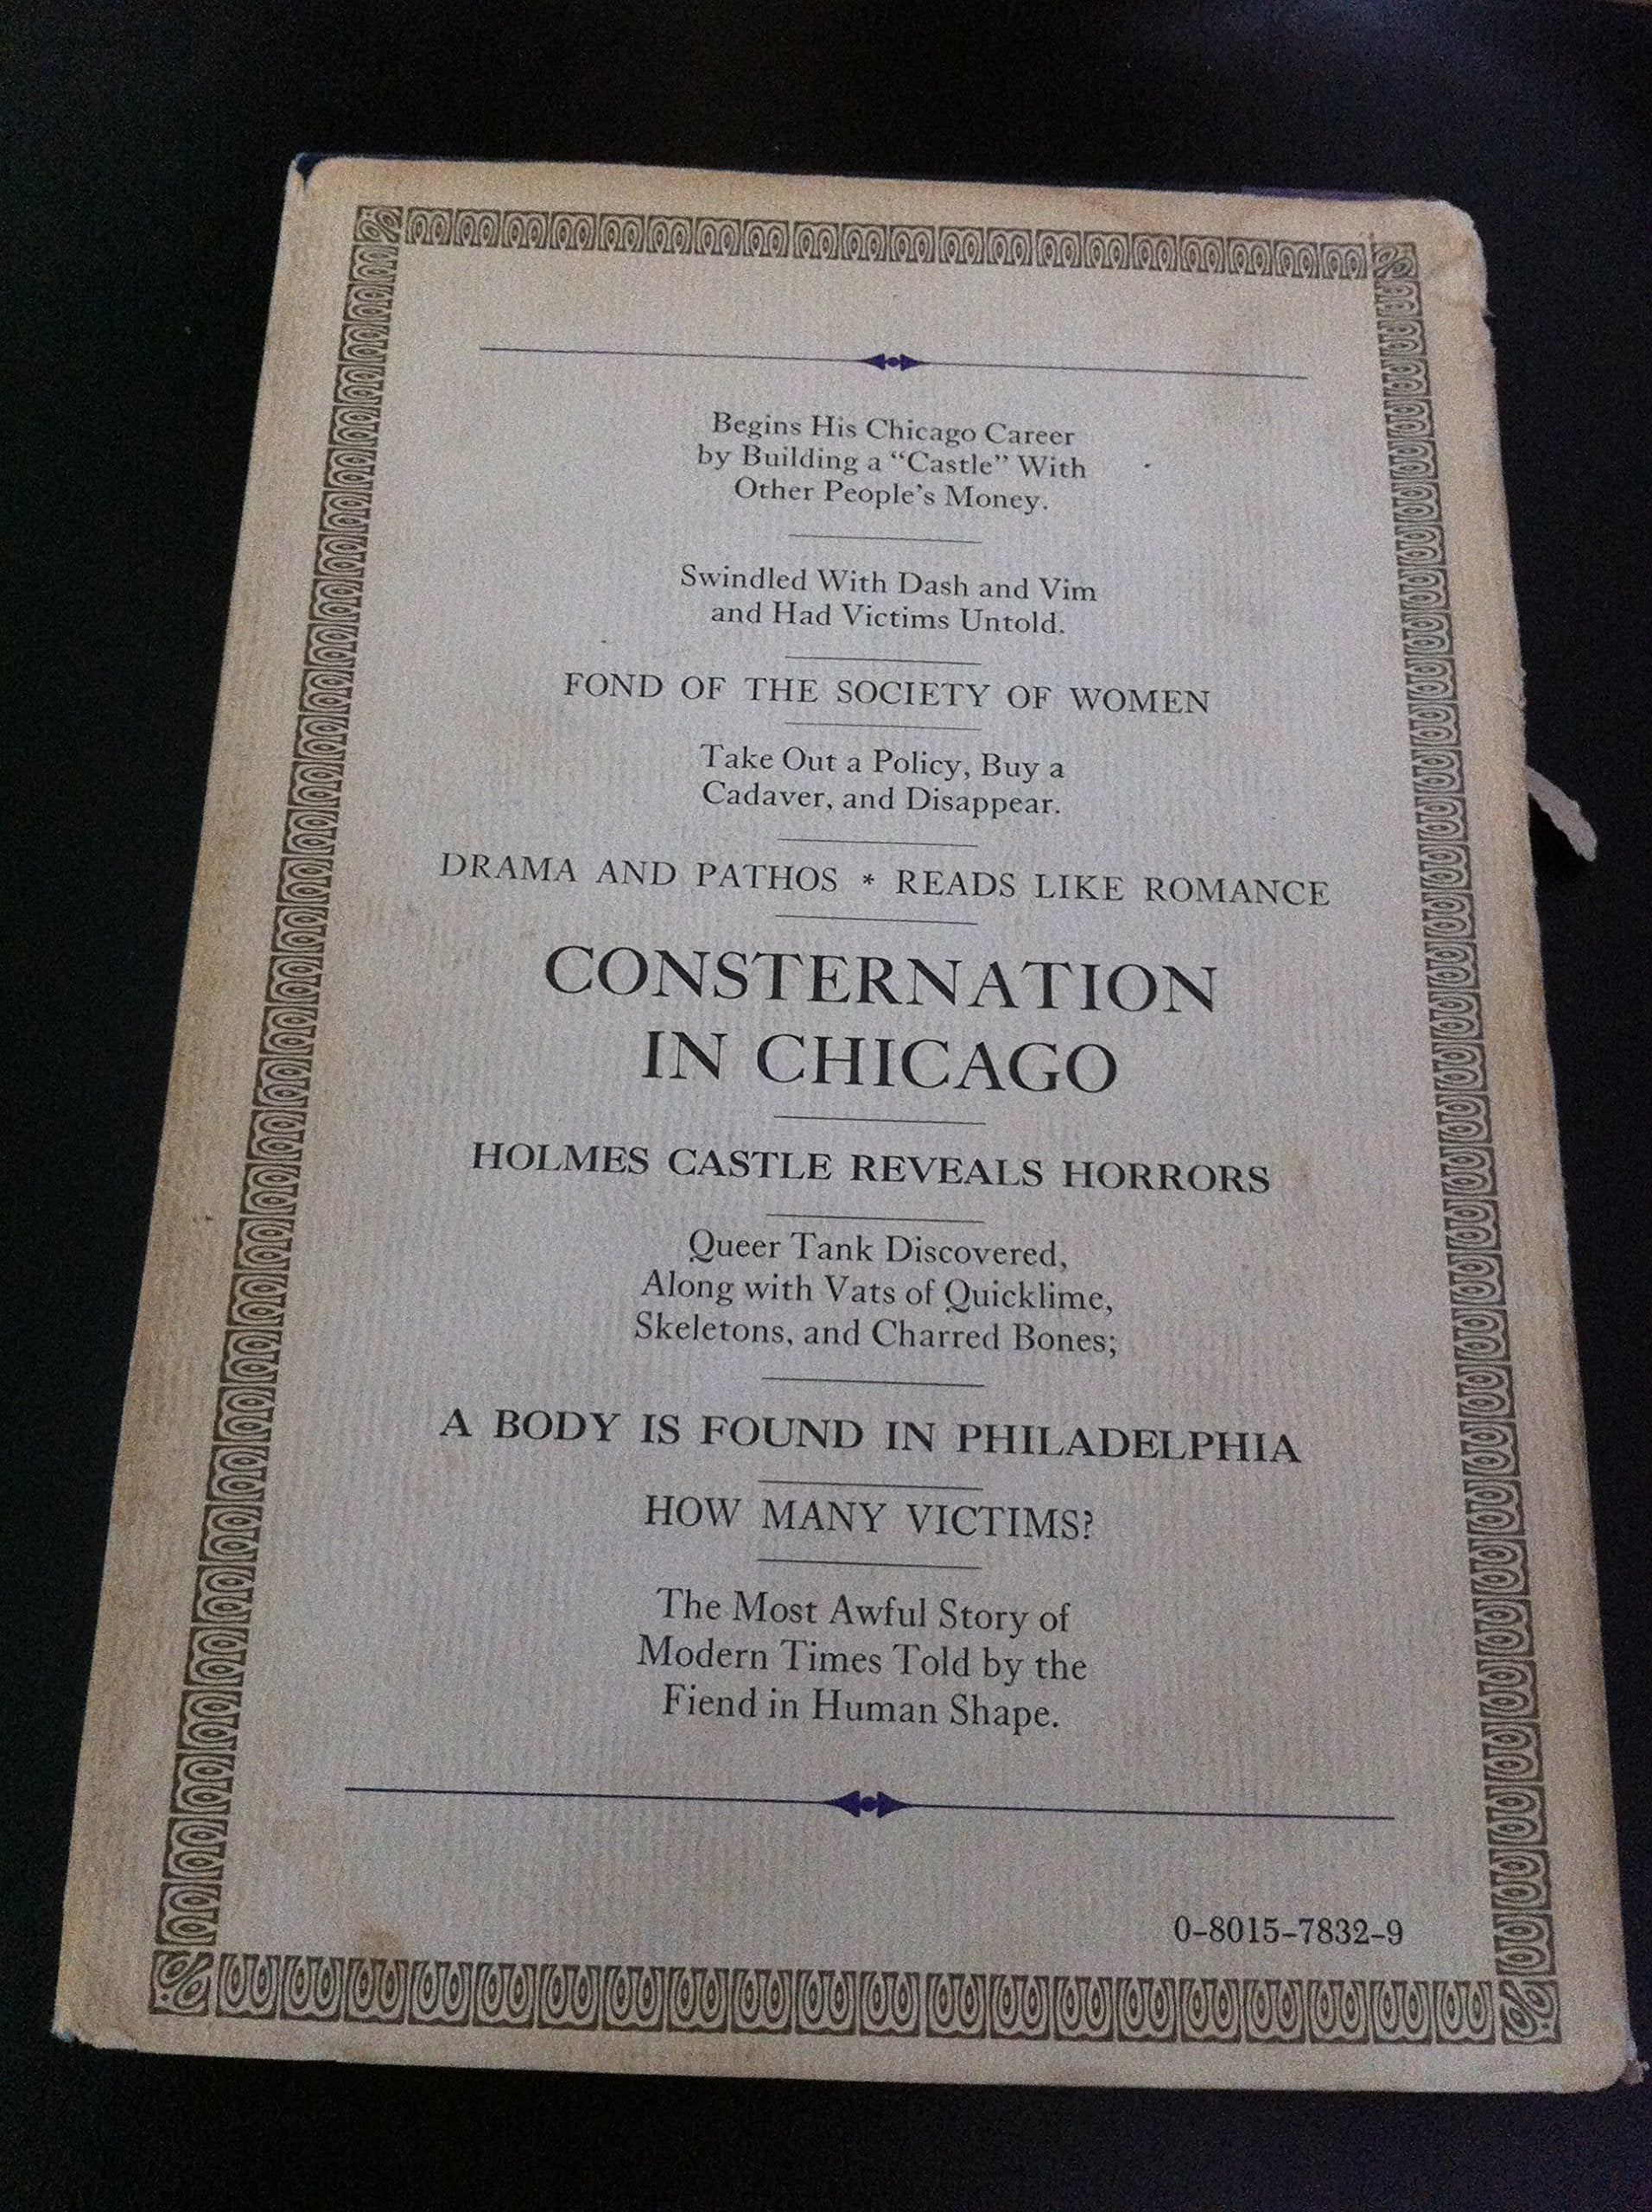 Begins His Chicago Career
by Building a “Castle” With
Other People’s Money.
Swindled With Dash and Vim
and Had Victims Untold.
FOND OF THE SOCIETY OF WOMEN
Take Out a Policy, Buy a
Cadaver, and Disappear.
DRAMA AND PATHOS * READS LIKE ROMANCE
CONSTERNATION
IN CHICAGO
HOLMES CASTLE REVEALS HORRORS
Queer Tank Discovered,
Along with Vats of Quicklime,
Skeletons, and Charred Bones;
A BODY IS FOUND IN PHILADELPHIA
HOW MANY VICTIMS?
The Most Awful Story of
Modern Times Told by the
Fiend in Human Shape.
0-8015-7832-9